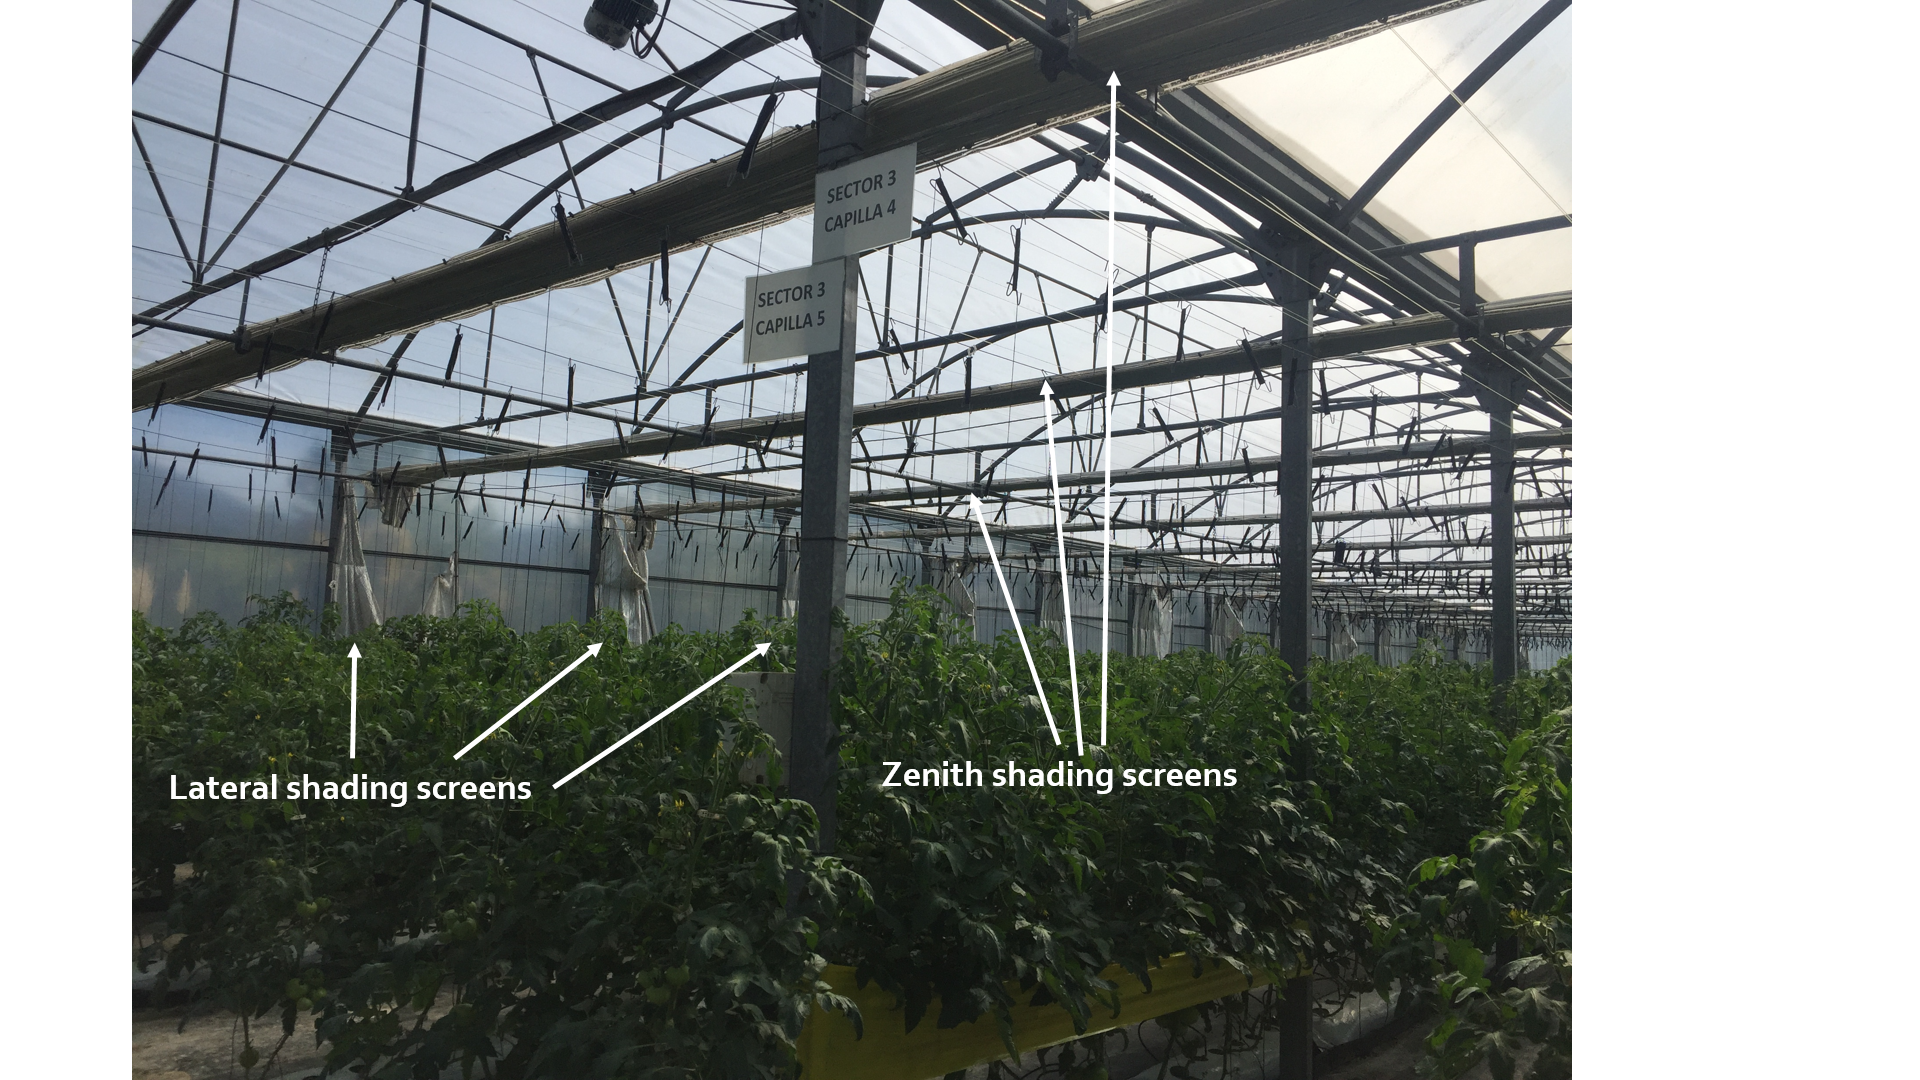 SECTOR 3
CAPILLA 4
SECTOR 3
CAPILLA 5
Lateral shading screens
Zenith shading screens